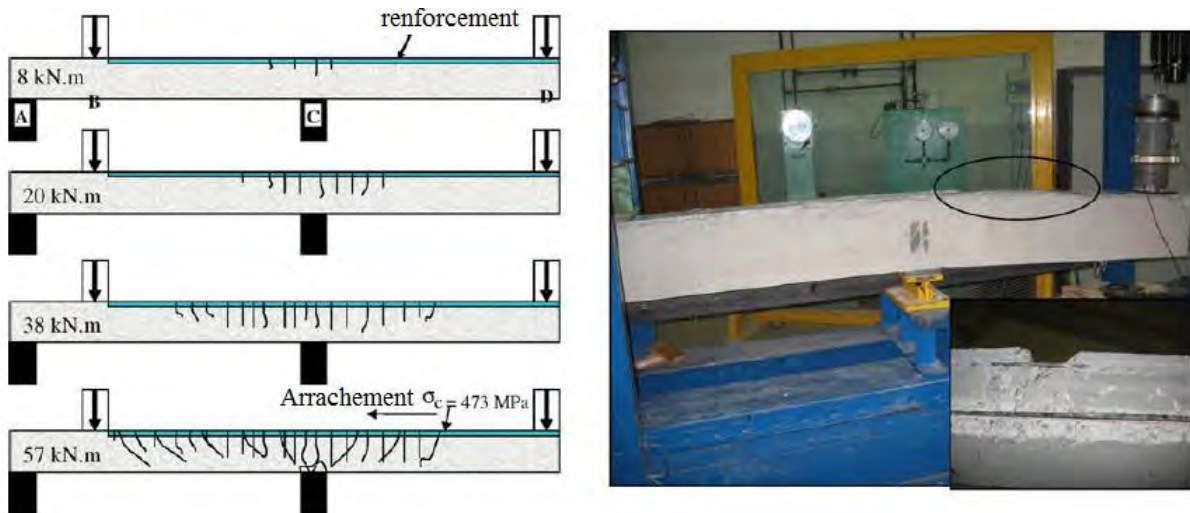 renforcement
8 kN.m
B
D
A
C
20 kN.m
38 kN.m
Arrachement σc = 473 MPa
57 kN.m